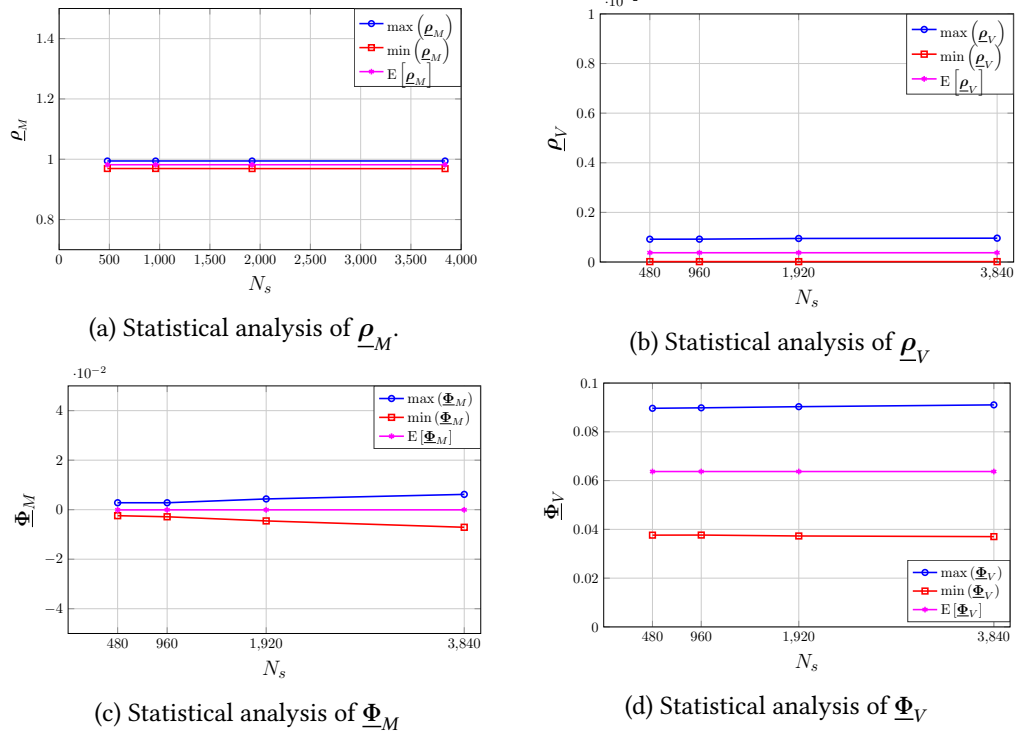 1.4
1.2
1
0.8
ρ_M
0 500 1,000 1,500 2,000 2,500 3,000 3,500 4,000
N_s
max (ρ_M)
min (ρ_M)
E [ρ_M]
(a) Statistical analysis of ρ_M.
1
0.8
0.6
0.4
0.2
0
ρ_V
480 960 1,920 3,840
N_s
max (ρ_V)
min (ρ_V)
E [ρ_V]
(b) Statistical analysis of ρ_V
·10−2
4
2
0
−2
−4
Φ_M
480 960 1,920 3,840
N_s
max (Φ_M)
min (Φ_M)
E [Φ_M]
(c) Statistical analysis of Φ_M
0.1
0.08
0.06
0.04
0.02
0
Φ_V
480 960 1,920 3,840
N_s
max (Φ_V)
min (Φ_V)
E [Φ_V]
(d) Statistical analysis of Φ_V